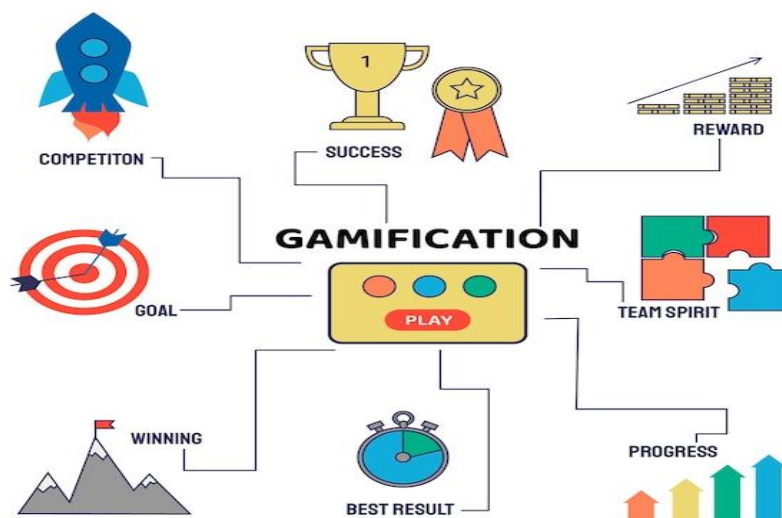 1
COMPETITON
SUCCESS
REWARD
GAMIFICATION
GOAL
PLAY
TEAM SPIRIT
WINNING
BEST RESULT
PROGRESS